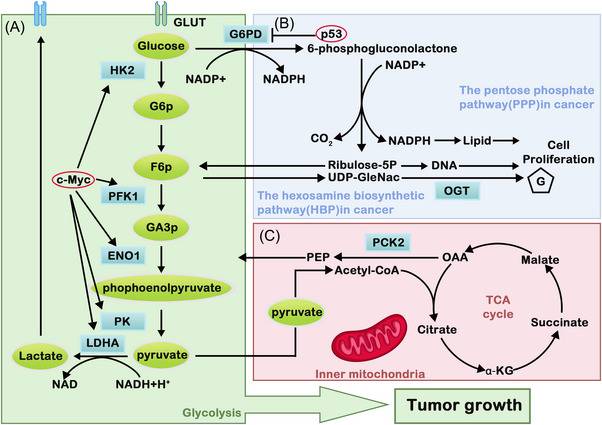 (A)
GLUT
Glucose
HK2
G6p
c-Myc
F6p
PFK1
GA3p
ENO1
phophoenolpyruvate
PK
LDHA
Lactate
pyruvate
NAD
NADH+H+
Glycolysis
(B)
G6PD
p53
6-phosphogluconolactone
NADP+
NADPH
NADP+
The pentose phosphate
pathway(PPP)in cancer
CO2
NADPH
Lipid
Cell
Proliferation
Ribulose-5P
DNA
UDP-GleNac
G
OGT
The hexosamine biosynthetic
pathway(HBP)in cancer
(C)
PCK2
PEP
OAA
Malate
Acetyl-CoA
pyruvate
TCA
cycle
Citrate
Succinate
α-KG
Inner mitochondria
Tumor growth